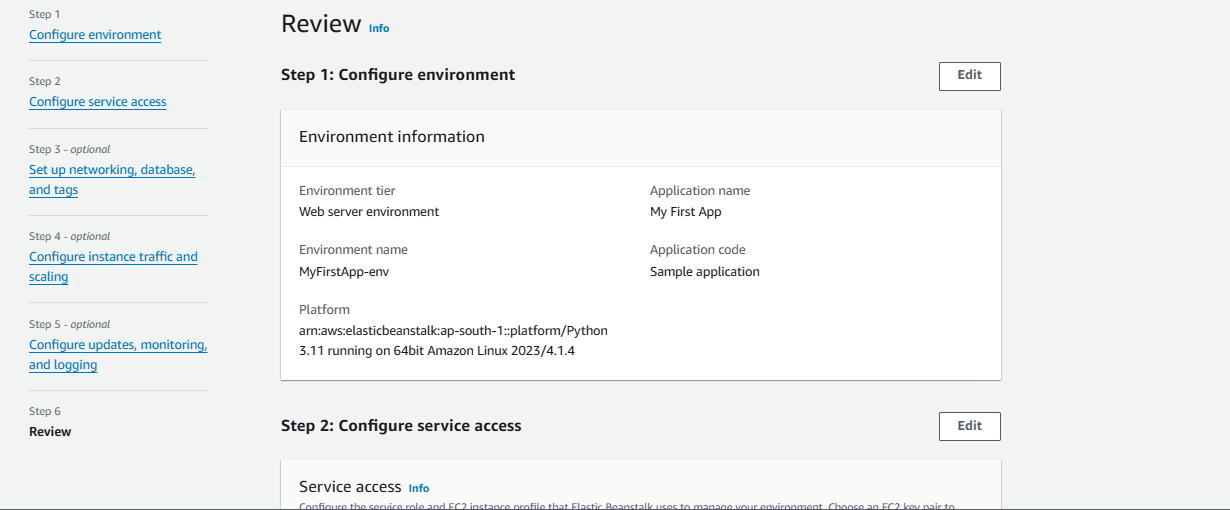 Step 1
Configure environment
Step 2
Configure service access
Step 3 - optional
Set up networking, database,
and tags
Step 4 - optional
Configure instance traffic and
scaling
Step 5 - optional
Configure updates, monitoring,
and logging
Step 6
Review
Review Info
Step 1: Configure environment
Edit
Environment information
Environment tier
Web server environment
Application name
My First App
Environment name
MyFirstApp-env
Application code
Sample application
Platform
arn:aws:elasticbeanstalk:ap-south-1::platform/Python
3.11 running on 64bit Amazon Linux 2023/4.1.4
Step 2: Configure service access
Edit
Service access Info
Configure the service role and EC2 instance profile that Elastic Beanstalk uses to manage your environment. Choose an EC2 key pair to